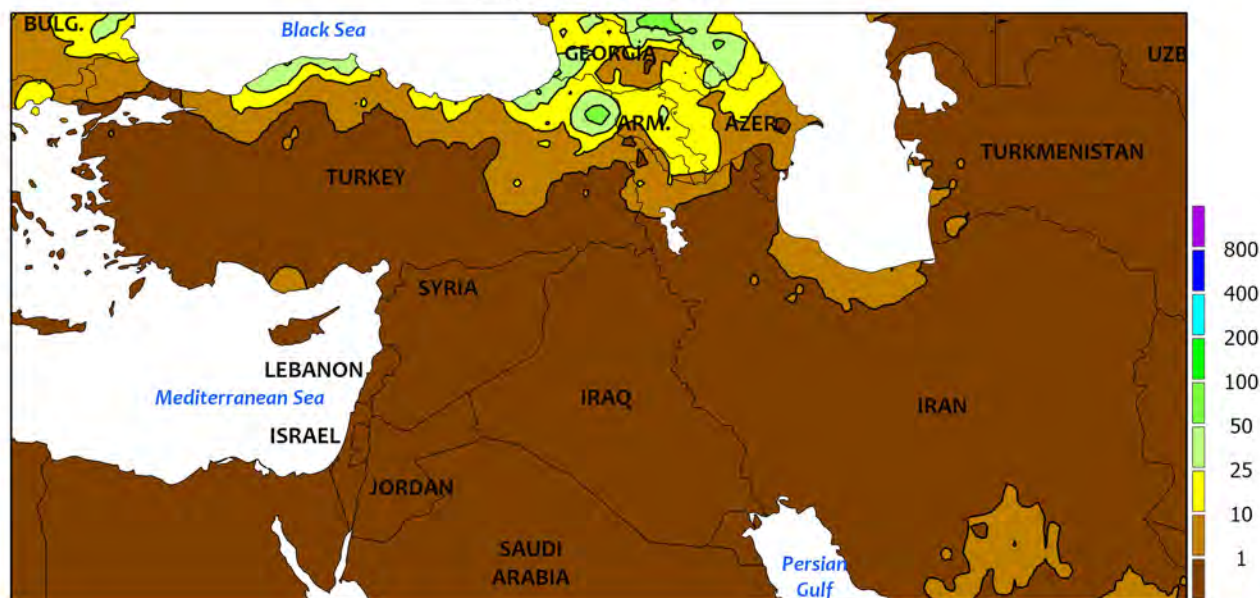 BULG.
Black Sea
GEORGIA
UZB
ARM.
AZER.
TURKMENISTAN
TURKEY
SYRIA
LEBANON
Mediterranean Sea
IRAQ
IRAN
ISRAEL
JORDAN
SAUDI
ARABIA
Persian
Gulf
800
400
200
100
50
25
10
1